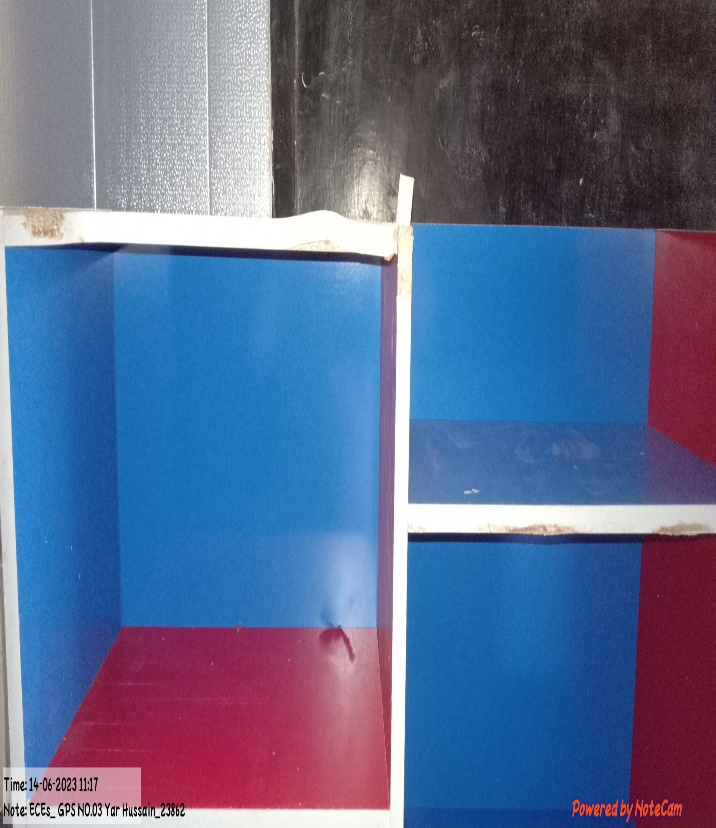 Time: 14-06-2023 11:17
Note: ECEs_ GPS NO.03 Yar Hussain_23862
Powered by NoteCam